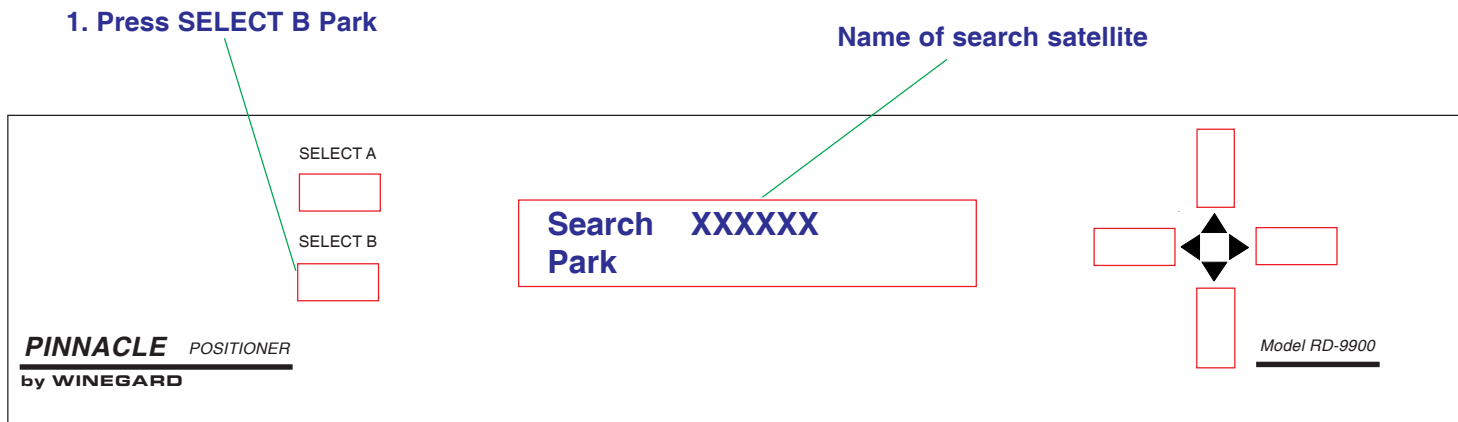 1. Press SELECT B Park
Name of search satellite
SELECT A
SELECT B
Search XXXXXX
Park
PINNACLE POSITIONER
by WINEGARD
Model RD-9900